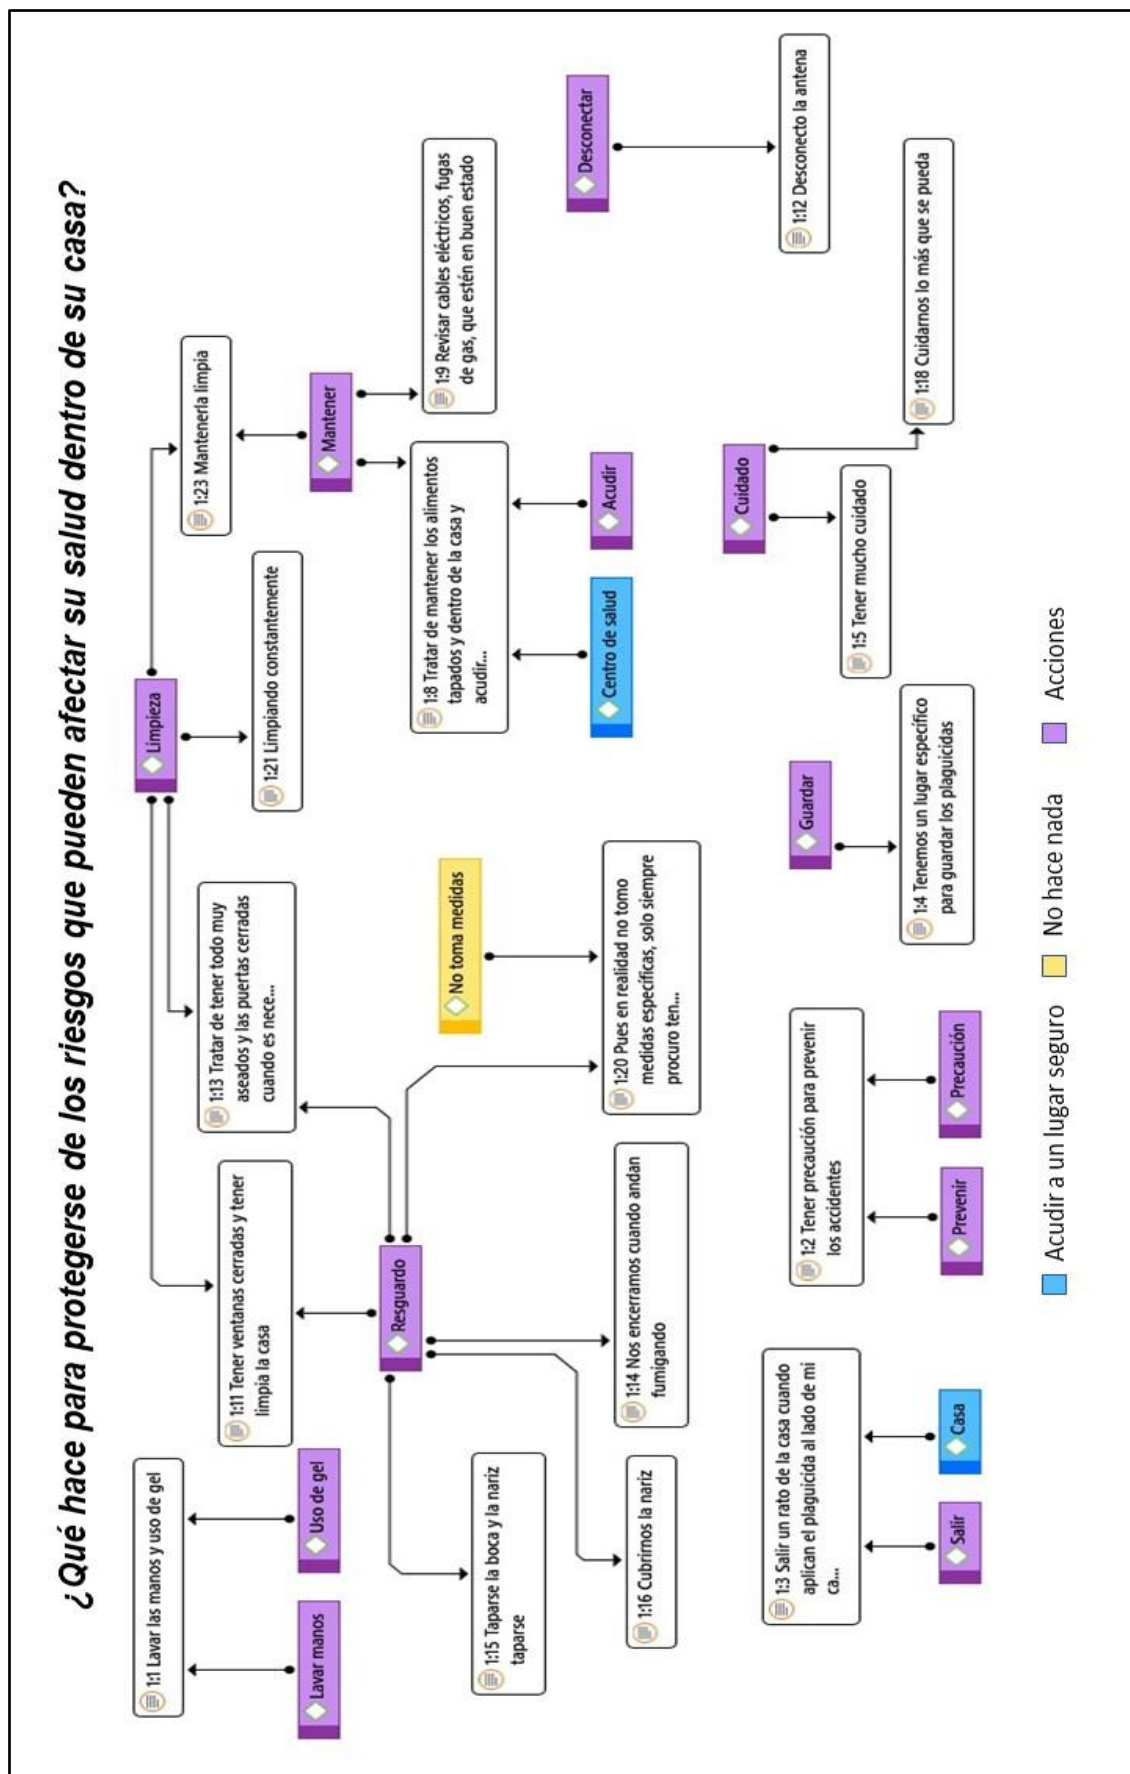 ¿Qué hace para protegerse de los riesgos que pueden afectar su salud dentro de su casa?
1:1 Lavar las manos y uso de gel
Lavar manos
Uso de gel
1:11 Tener ventanas cerradas y tener
limpia la casa
1:13 Tratar de tener todo muy
aseados y las puertas cerradas
cuando es nece...
Limpieza
1:21 Limpiando constantemente
1:23 Mantenerla limpia
Mantener
1:8 Tratar de mantener los alimentos
tapados y dentro de la casa y
acudir...
1:9 Revisar cables eléctricos, fugas
de gas, que estén en buen estado
Centro de salud
Acudir
Desconectar
1:12 Desconecto la antena
Resguardo
1:15 Taparse la boca y la nariz
taparse
1:16 Cubrirnos la nariz
1:14 Nos encerramos cuando andan
fumigando
No toma medidas
1:20 Pues en realidad no tomo
medidas específicas, solo siempre
procuro ten...
Cuidado
1:5 Tener mucho cuidado
1:18 Cuidarnos lo más que se pueda
Guardar
1:4 Tenemos un lugar específico
para guardar los plaguicidas
1:3 Salir un rato de la casa cuando
aplican el plaguicida al lado de mi
ca...
Salir
Casa
1:2 Tener precaución para prevenir
los accidentes
Prevenir
Precaución
Acudir a un lugar seguro
No hace nada
Acciones